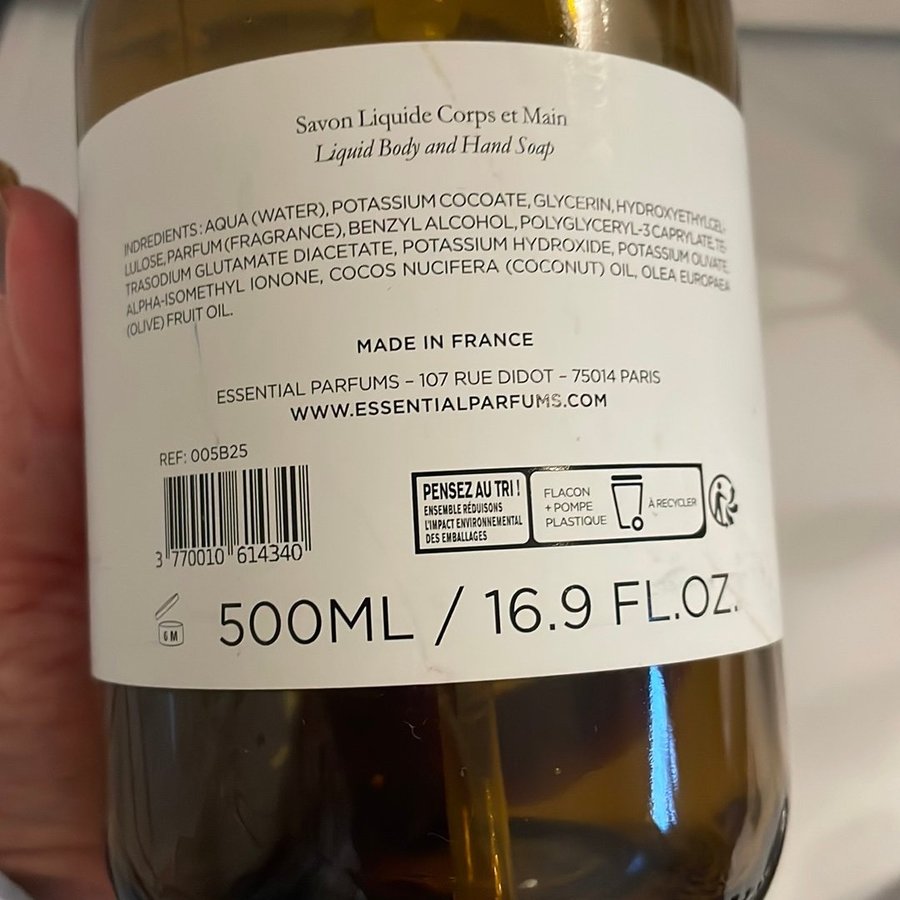 Savon Liquide Corps et Main
Liquid Body and Hand Soap
INGREDIENTS : AQUA (WATER), POTASSIUM COCOATE, GLYCERIN, HYDROXYETHYLCEL-
LULOSE, PARFUM (FRAGRANCE), BENZYL ALCOHOL, POLYGLYCERYL-3 CAPRYLATE, TE-
TRASODIUM GLUTAMATE DIACETATE, POTASSIUM HYDROXIDE, POTASSIUM OLIVATE,
ALPHA-ISOMETHYL IONONE, COCOS NUCIFERA (COCONUT) OIL, OLEA EUROPAEA
(OLIVE) FRUIT OIL.
MADE IN FRANCE
ESSENTIAL PARFUMS – 107 RUE DIDOT – 75014 PARIS
WWW.ESSENTIALPARFUMS.COM
REF: 005B25
3 770010 614340
PENSEZ AU TRI !
ENSEMBLE RÉDUISONS
L'IMPACT ENVIRONNEMENTAL
DES EMBALLAGES
FLACON
+ POMPE
PLASTIQUE
À RECYCLER
6 M
500ML / 16.9 FL.OZ.